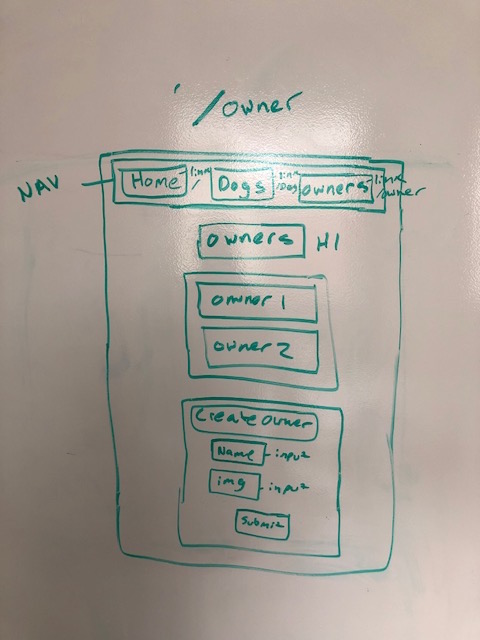 /owner
NAV Home link / Dogs link /Dog owners link /owner
owners H1
owner 1
owner 2
Create owner
Name - input
img - input
Submit